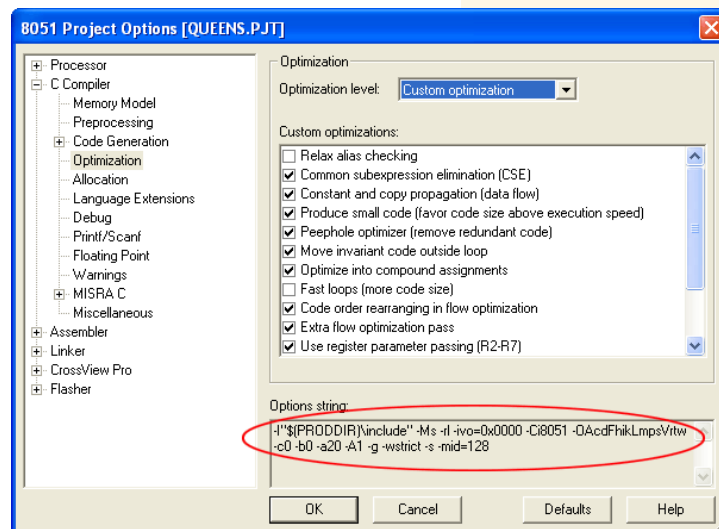 8051 Project Options [QUEENS.PJT]
Processor
C Compiler
Memory Model
Preprocessing
Code Generation
Optimization
Allocation
Language Extensions
Debug
Printf/Scanf
Floating Point
Warnings
MISRA C
Miscellaneous
Assembler
Linker
CrossView Pro
Flasher
Optimization
Optimization level: Custom optimization
Custom optimizations:
Relax alias checking
Common subexpression elimination (CSE)
Constant and copy propagation (data flow)
Produce small code (favor code size above execution speed)
Peephole optimizer (remove redundant code)
Move invariant code outside loop
Optimize into compound assignments
Fast loops (more code size)
Code order rearranging in flow optimization
Extra flow optimization pass
Use register parameter passing (R2-R7)
Options string:
-I"$(PRODDIR)\include" -Ms -rl -ivo=0x0000 -Ci8051 -OAcdFhikLmpsVrtw
-c0 -b0 -a20 -A1 -g -wstrict -s -mid=128
OK Cancel Defaults Help